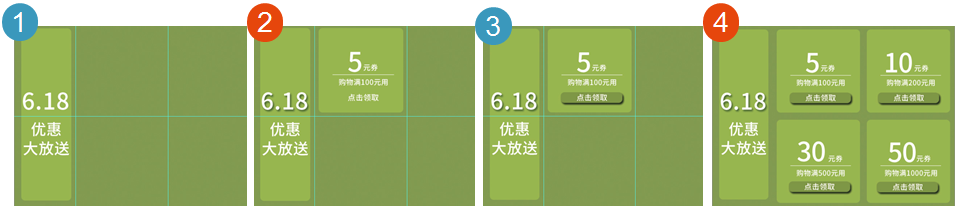 1
6.18
优惠
大放送
2
6.18
优惠
大放送
5元券
购物满100元用
点击领取
3
6.18
优惠
大放送
5元券
购物满100元用
点击领取
4
6.18
优惠
大放送
5元券
购物满100元用
点击领取
10元券
购物满200元用
点击领取
30元券
购物满500元用
点击领取
50元券
购物满1000元用
点击领取